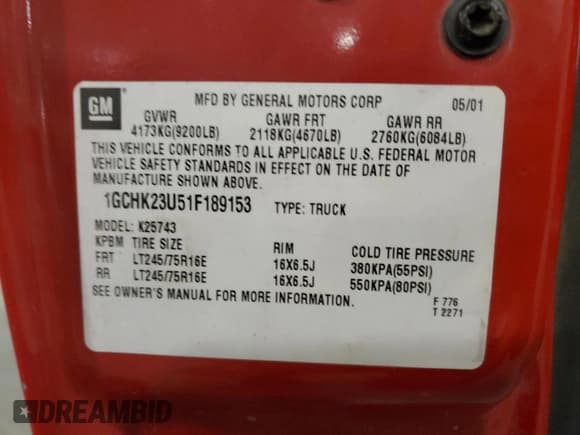 MFD BY GENERAL MOTORS CORP 05/01
GM
GVWR GAWR FRT GAWR RR
4173KG(9200LB) 2118KG(4670LB) 2760KG(6084LB)
THIS VEHICLE CONFORMS TO ALL APPLICABLE U.S. FEDERAL MOTOR
VEHICLE SAFETY STANDARDS IN EFFECT ON THE DATE OF
MANUFACTURE SHOWN ABOVE.
1GCHK23U51F189153 TYPE: TRUCK
MODEL: K25743
KPBM TIRE SIZE RIM COLD TIRE PRESSURE
FRT LT245/75R16E 16X6.5J 380KPA(55PSI)
RR LT245/75R16E 16X6.5J 550KPA(80PSI)
SEE OWNER'S MANUAL FOR MORE INFORMATION.
F 776
T 2271
DREAMBID